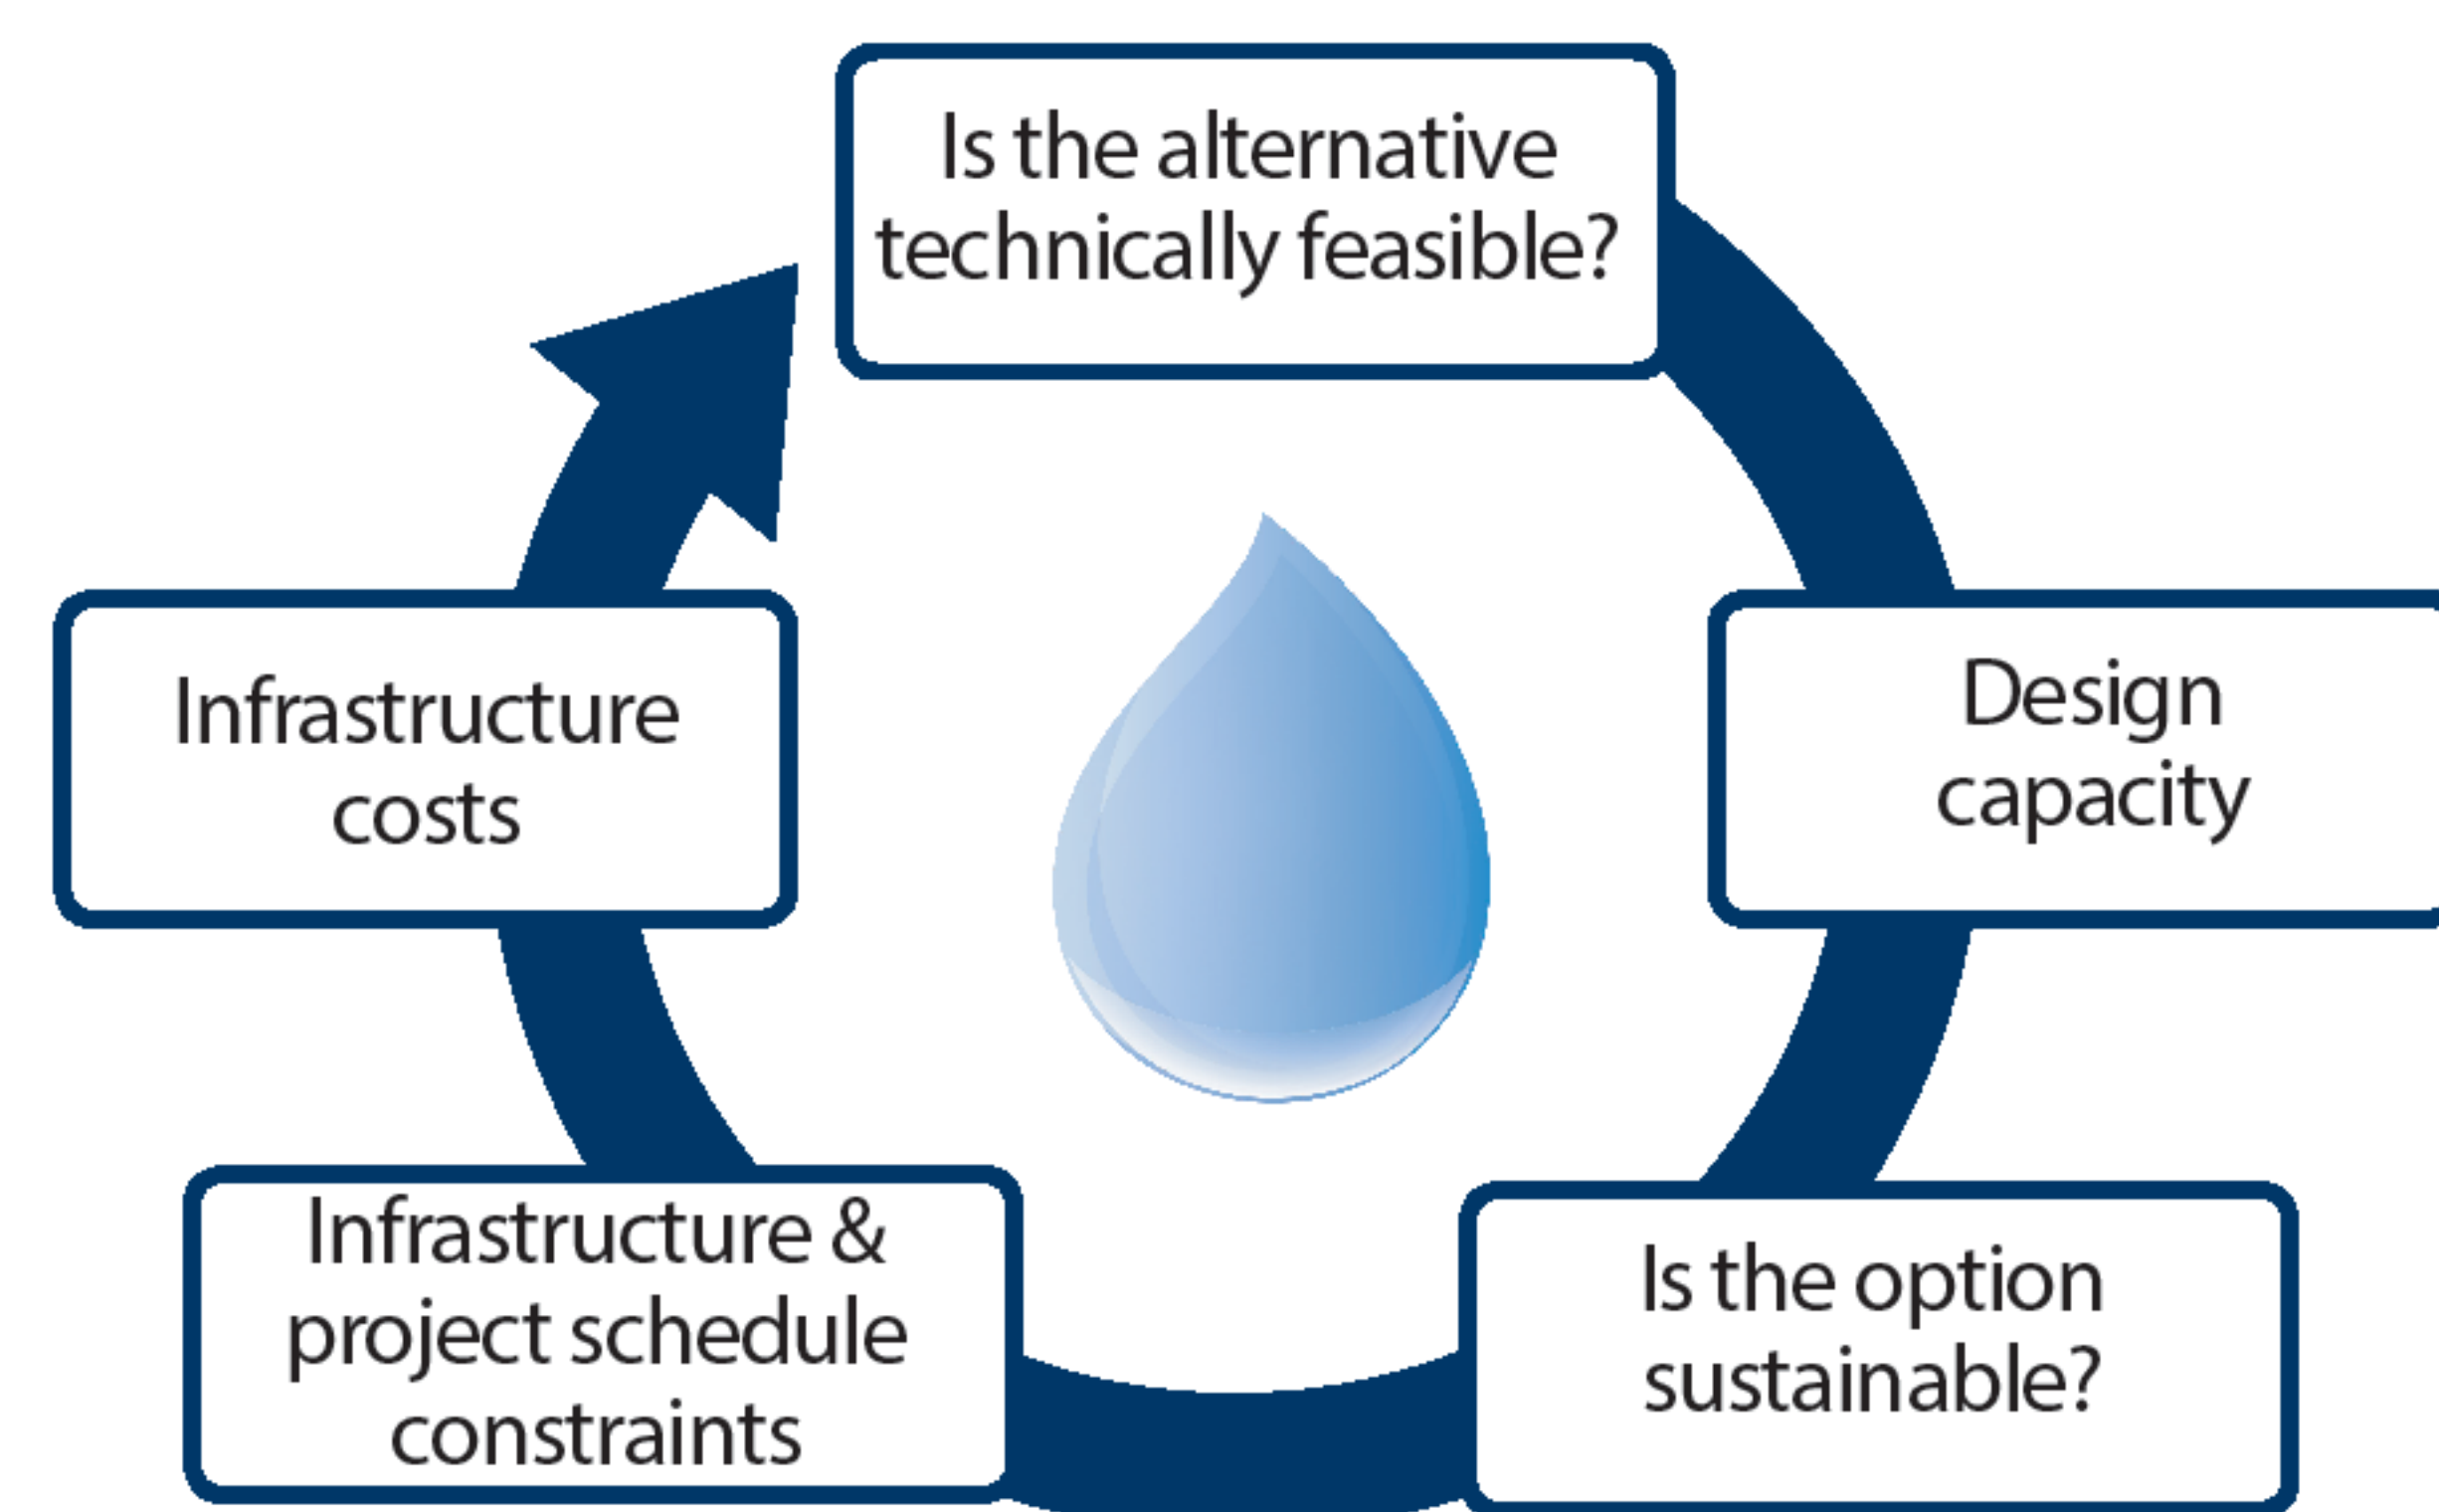 Is the alternative
technically feasible?
Design
capacity
Is the option
sustainable?
Infrastructure &
project schedule
constraints
Infrastructure
costs